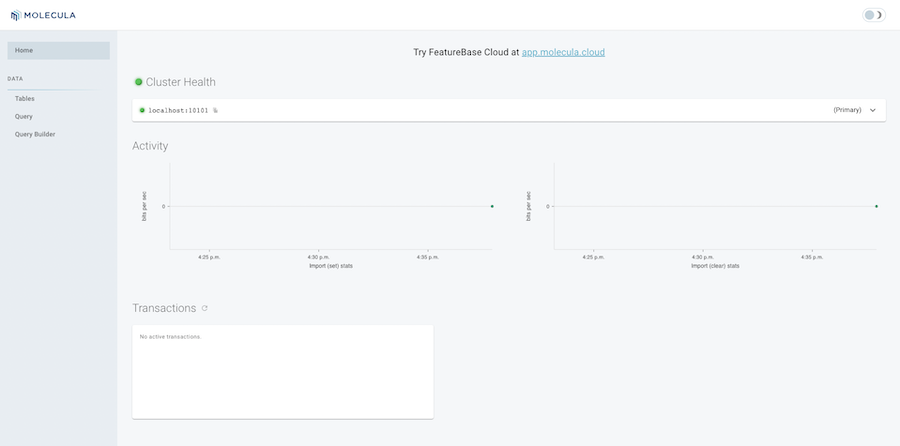 MOLECULA
Home
DATA
Tables
Query
Query Builder
Try FeatureBase Cloud at app.molecula.cloud
Cluster Health
localhost:10101
(Primary)
Activity
bits per sec
0
4:25 p.m.
4:30 p.m.
4:35 p.m.
Import (set) stats
bits per sec
0
4:25 p.m.
4:30 p.m.
4:35 p.m.
Import (clear) stats
Transactions
No active transactions.